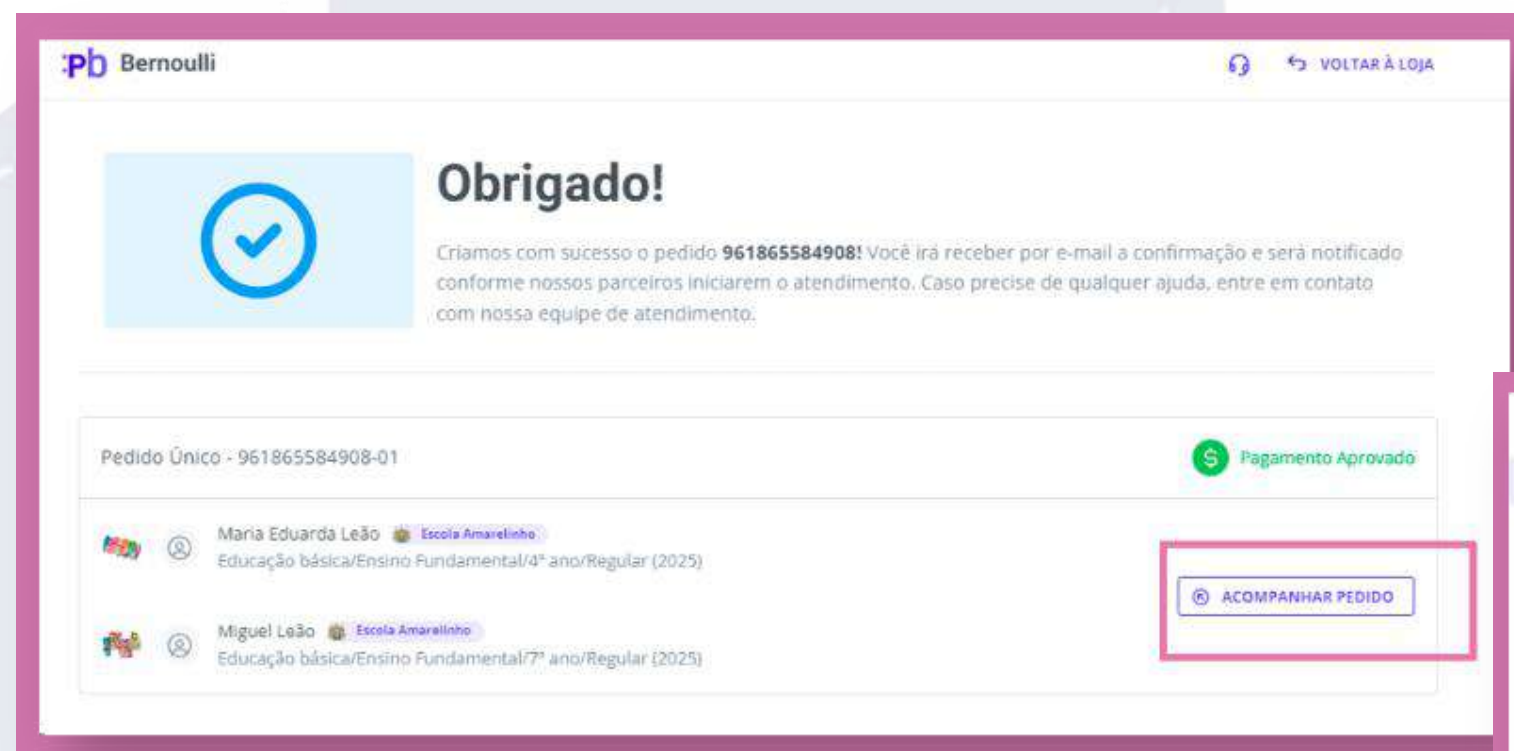 :Pb Bernoulli
VOLTAR À LOJA
Obrigado!
Criamos com sucesso o pedido 961865584908! Você irá receber por e-mail a confirmação e será notificado
conforme nossos parceiros iniciarem o atendimento. Caso precise de qualquer ajuda, entre em contato
com nossa equipe de atendimento.
Pedido Único - 961865584908-01
Pagamento Aprovado
Maria Eduarda Leão Escola Amarelinho
Educação básica/Ensino Fundamental/4º ano/Regular (2025)
ACOMPANHAR PEDIDO
Miguel Leão Escola Amarelinho
Educação básica/Ensino Fundamental/7º ano/Regular (2025)